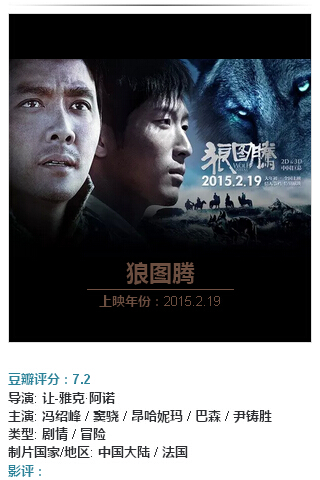 狼图腾
2D&3D
2015.2.19
狼图腾
上映年份：2015.2.19
豆瓣评分：7.2
导演: 让-雅克·阿诺
主演: 冯绍峰 / 窦骁 / 昂哈妮玛 / 巴森 / 尹铸胜
类型: 剧情 / 冒险
制片国家/地区: 中国大陆 / 法国
影评：